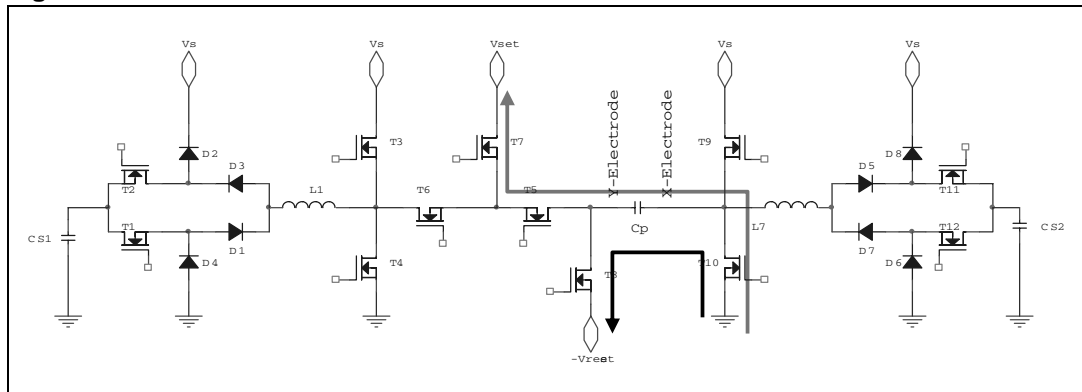 Vs
Vs
Vset
Vs
Vs
Y-Electrode
X-Electrode
T3
T7
T9
D2
D3
D5
D8
T2
L1
T6
T5
T11
CS1
T1
Cp
L7
T12
CS2
D4
D1
T4
T8
T10
D7
D6